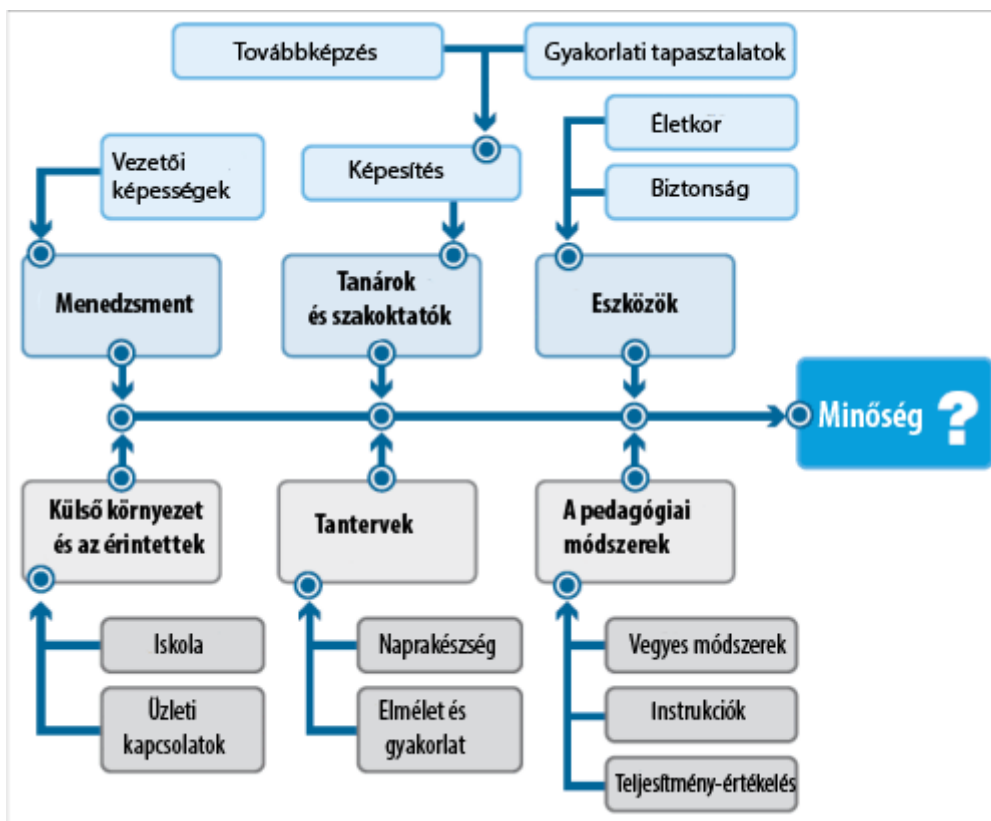 Továbbképzés
Gyakorlati tapasztalatok
Életkor
Vezetői
képességek
Képesítés
Biztonság
Menedzsment
Tanárok
és szakoktatók
Eszközök
Minőség ?
Külső környezet
és az érintettek
Tantervek
A pedagógiai
módszerek
Iskola
Naprakészség
Vegyes módszerek
Üzleti
kapcsolatok
Elmélet és
gyakorlat
Instrukciók
Teljesítmény-értékelés